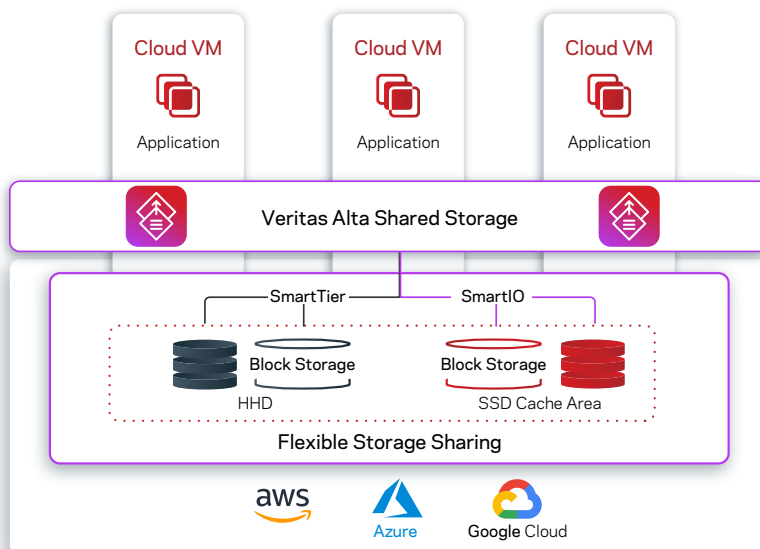 Cloud VM
Cloud VM
Cloud VM
Application
Application
Application
Veritas Alta Shared Storage
SmartTier
SmartIO
Block Storage
Block Storage
HHD
SSD Cache Area
Flexible Storage Sharing
aws
Azure
Google Cloud